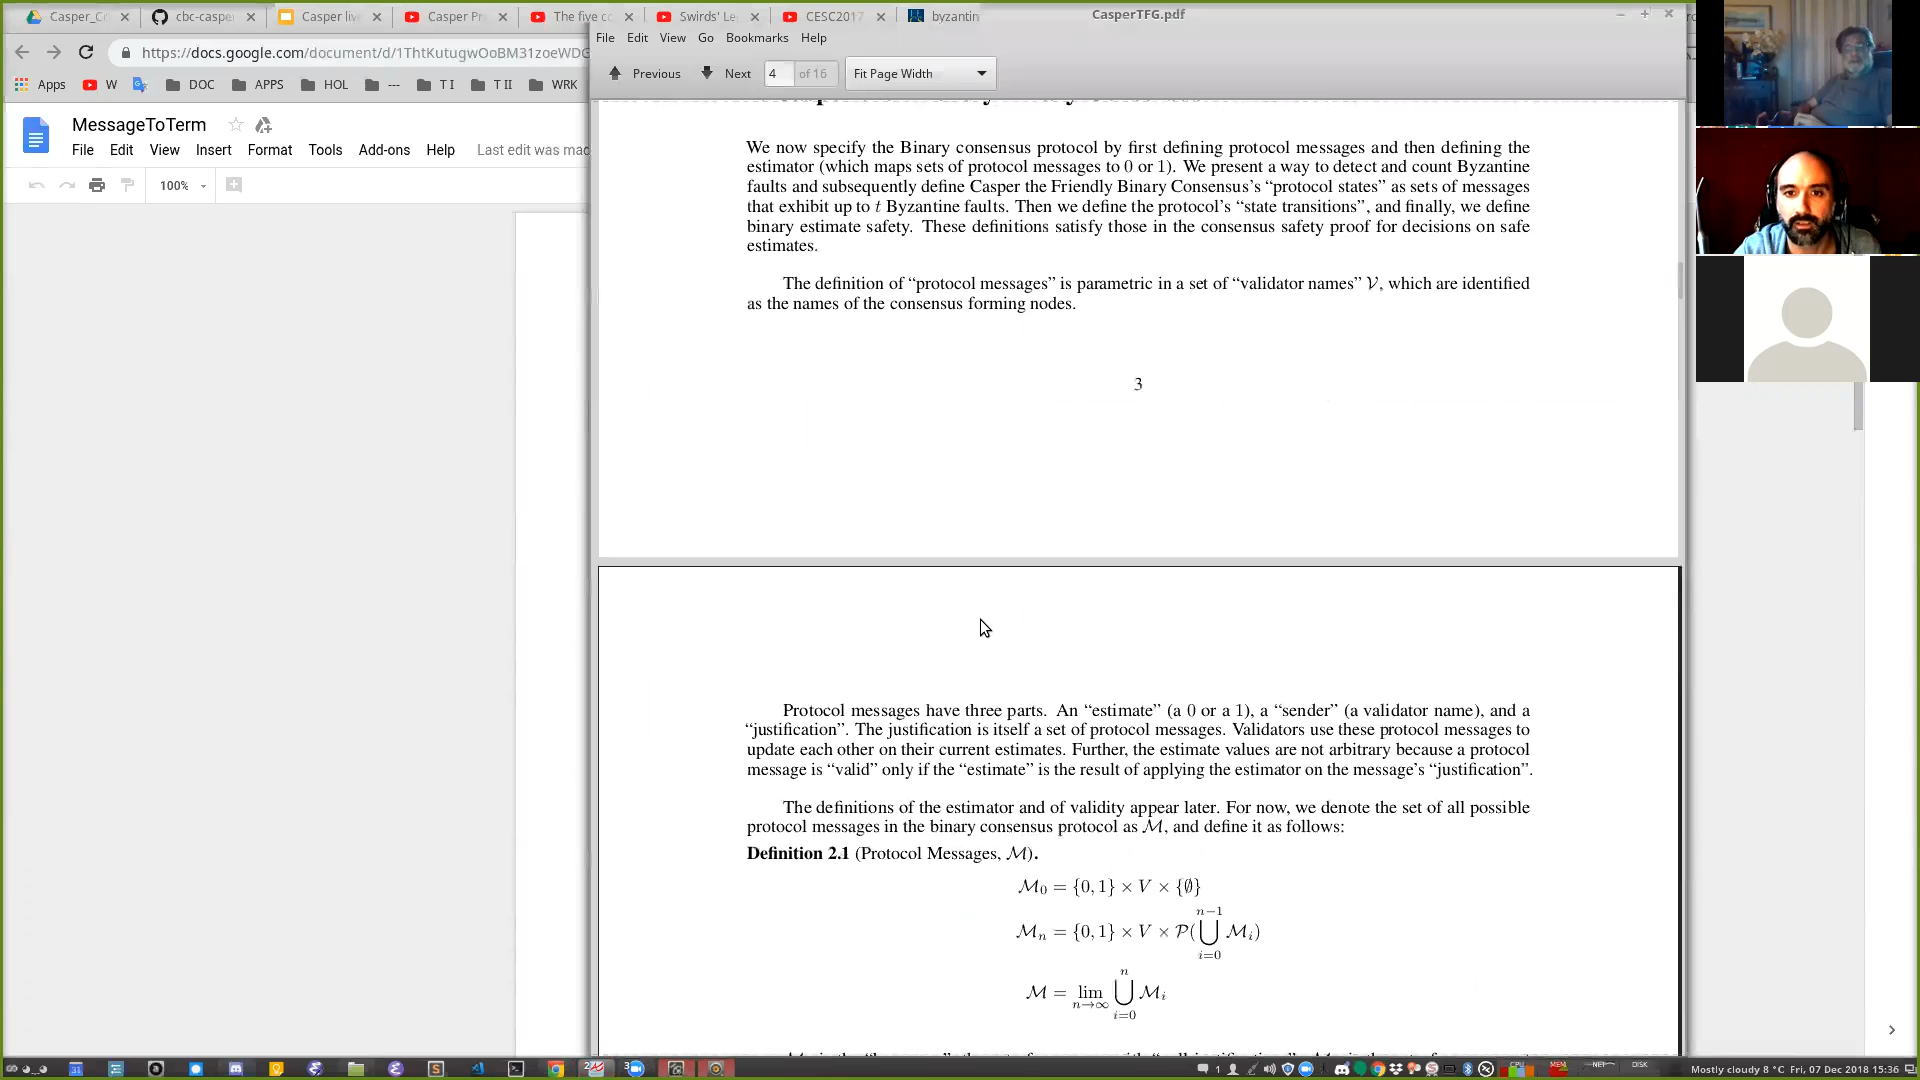 Casper_Cc
cbc-caspe
Casper live
Casper Pr
The five co
Swirds' Le
CESC2017
byzantin
CasperTFG.pdf
https://docs.google.com/document/d/1ThtKutugwOoBM31zoeWDG
Apps
W
DOC
APPS
HOL
---
T I
T II
WRK
MessageToTerm
File Edit View Insert Format Tools Add-ons Help Last edit was mad
100%
File Edit View Go Bookmarks Help
Previous Next 4 of 16 Fit Page Width
We now specify the Binary consensus protocol by first defining protocol messages and then defining the
estimator (which maps sets of protocol messages to 0 or 1). We present a way to detect and count Byzantine
faults and subsequently define Casper the Friendly Binary Consensus's “protocol states” as sets of messages
that exhibit up to t Byzantine faults. Then we define the protocol's “state transitions”, and finally, we define
binary estimate safety. These definitions satisfy those in the consensus safety proof for decisions on safe
estimates.
The definition of “protocol messages” is parametric in a set of “validator names” 𝒱, which are identified
as the names of the consensus forming nodes.
3
Protocol messages have three parts. An “estimate” (a 0 or a 1), a “sender” (a validator name), and a
“justification”. The justification is itself a set of protocol messages. Validators use these protocol messages to
update each other on their current estimates. Further, the estimate values are not arbitrary because a protocol
message is “valid” only if the “estimate” is the result of applying the estimator on the message's “justification”.
The definitions of the estimator and of validity appear later. For now, we denote the set of all possible
protocol messages in the binary consensus protocol as ℳ, and define it as follows:
Definition 2.1 (Protocol Messages, ℳ).
ℳ₀ = {0, 1} × V × {∅}
ℳₙ = {0, 1} × V × 𝒫(⋃_{i=0}^{n−1} ℳᵢ)
ℳ = lim_{n→∞} ⋃_{i=0}^{n} ℳᵢ
31
1
CPU MEM NET DISK
Mostly cloudy 8 °C Fri, 07 Dec 2018 15:36